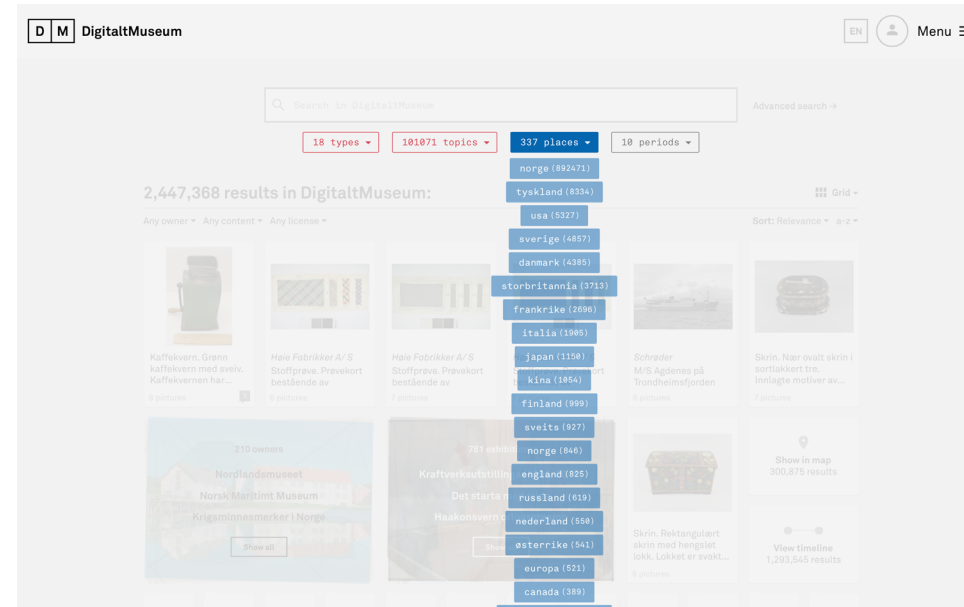 D M DigitaltMuseum
EN
Menu
Search in DigitaltMuseum
Advanced search →
18 types
101071 topics
337 places
10 periods
norge (892471)
tyskland (8334)
usa (5327)
sverige (4857)
danmark (4385)
storbritannia (3713)
frankrike (2696)
italia (1905)
japan (1150)
kina (1054)
finland (999)
sveits (927)
norge (846)
england (825)
russland (619)
nederland (550)
østerrike (541)
europa (521)
canada (389)
2,447,368 results in DigitaltMuseum:
Grid
Any owner Any content Any license
Sort: Relevance a-z
Kaffekvern. Grønn
kaffekvern med sveiv.
Kaffekvernen har...
5 pictures
Høie Fabrikker A/S
Stoffprøve. Prøvekort
bestående av
Høie Fabrikker A/S
Stoffprøve. Prøvekort
bestående av
7 pictures
Schrøder
M/S Agdenes på
Trondheimsfjorden
Skrin. Nær ovalt skrin i
sortlakkert tre.
Innlagte motiver av...
7 pictures
210 owners
Nordlandsmuseet
Norsk Maritimt Museum
Krigsminnesmerker i Norge
Show all
Det starta
Skrin. Rektangulært
skrin med hengslet
lokk. Lokket er svakt...
Show in map
300,875 results
View timeline
1,293,545 results